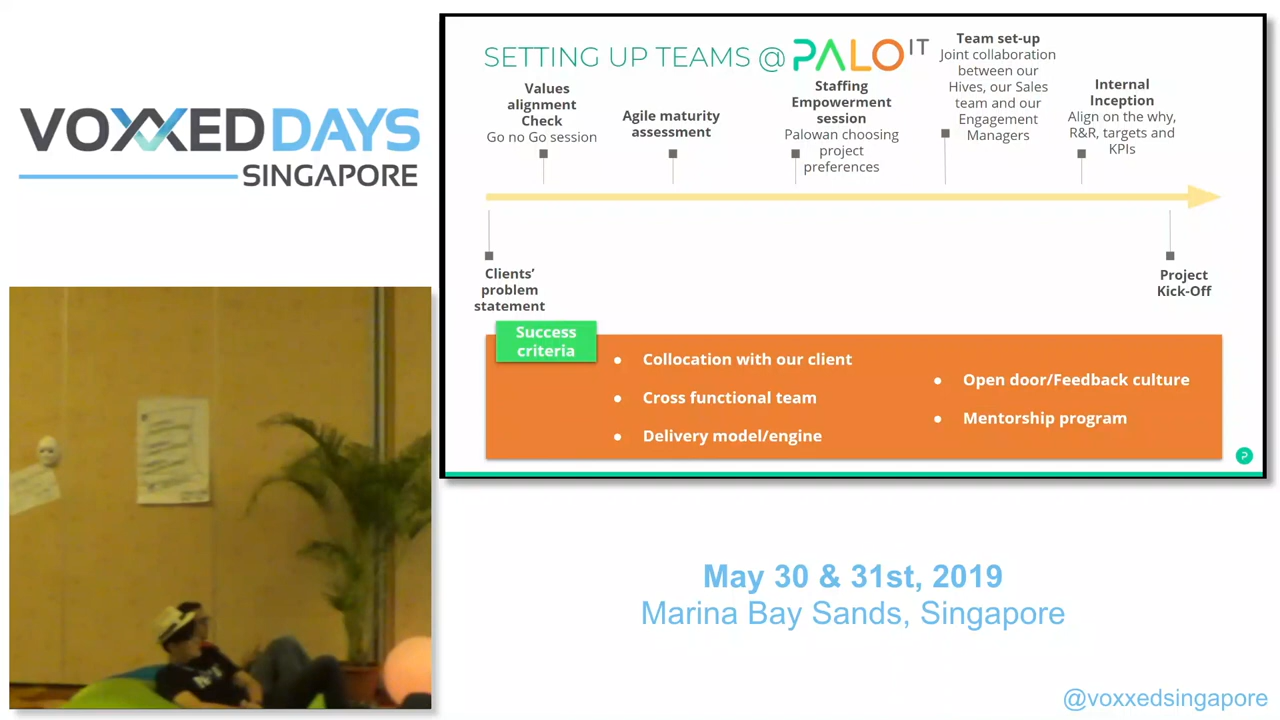 VOXXED DAYS
SINGAPORE
SETTING UP TEAMS @ PALO IT
Values
alignment
Check
Go no Go session
Agile maturity
assessment
Staffing
Empowerment
session
Palowan choosing
project
preferences
Team set-up
Joint collaboration
between our
Hives, our Sales
team and our
Engagement
Managers
Internal
Inception
Align on the why,
R&R, targets and
KPIs
Clients’
problem
statement
Project
Kick-Off
Success
criteria
● Collocation with our client
● Cross functional team
● Delivery model/engine
● Open door/Feedback culture
● Mentorship program
May 30 & 31st, 2019
Marina Bay Sands, Singapore
@voxxedsingapore